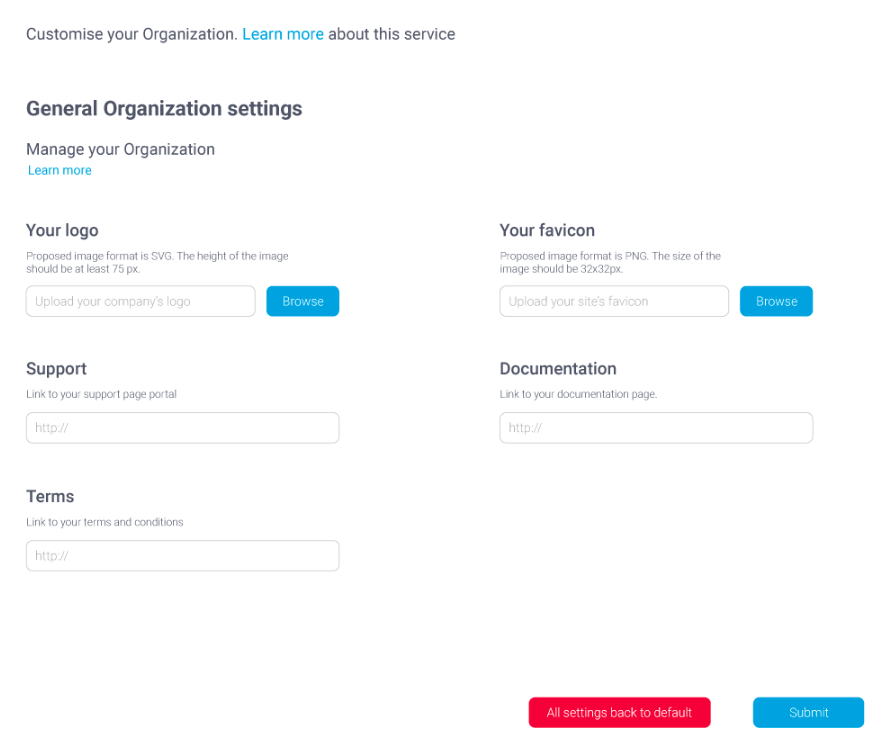 Customise your Organization. Learn more about this service
General Organization settings
Manage your Organization
Learn more
Your logo
Proposed image format is SVG. The height of the image
should be at least 75 px.
Upload your company's logo
Browse
Your favicon
Proposed image format is PNG. The size of the
image should be 32x32px.
Upload your site's favicon
Browse
Support
Link to your support page portal
http://
Documentation
Link to your documentation page.
http://
Terms
Link to your terms and conditions
http://
All settings back to default
Submit